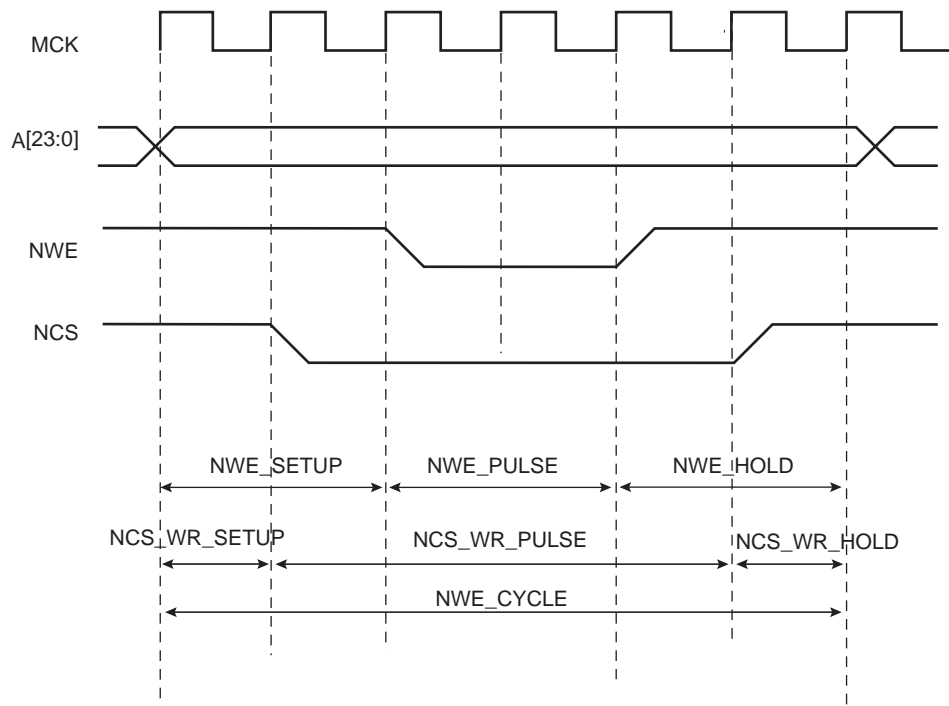 MCK
A[23:0]
NWE
NCS
NWE_SETUP NWE_PULSE NWE_HOLD
NCS_WR_SETUP NCS_WR_PULSE NCS_WR_HOLD
NWE_CYCLE